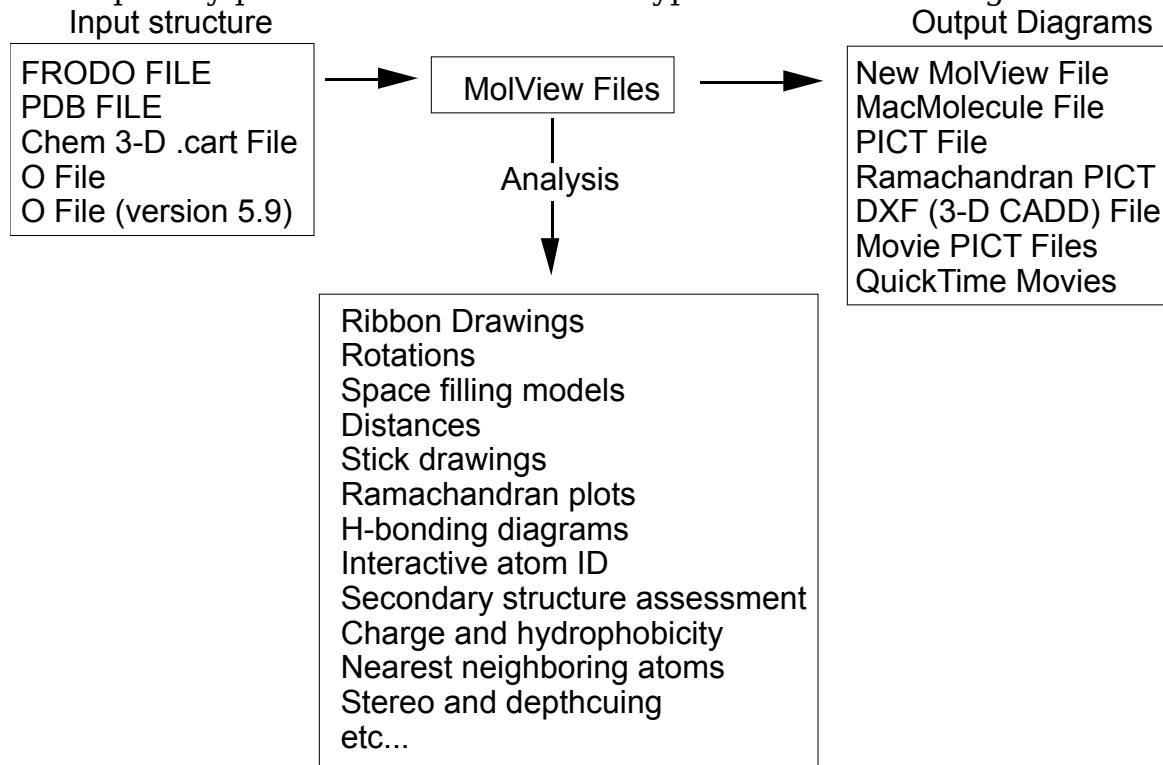 Input structure
FRODO FILE
PDB FILE
Chem 3-D .cart File
O File
O File (version 5.9)
MolView Files
Analysis
Output Diagrams
New MolView File
MacMolecule File
PICT File
Ramachandran PICT
DXF (3-D CADD) File
Movie PICT Files
QuickTime Movies
Ribbon Drawings
Rotations
Space filling models
Distances
Stick drawings
Ramachandran plots
H-bonding diagrams
Interactive atom ID
Secondary structure assessment
Charge and hydrophobicity
Nearest neighboring atoms
Stereo and depthcuing
etc...